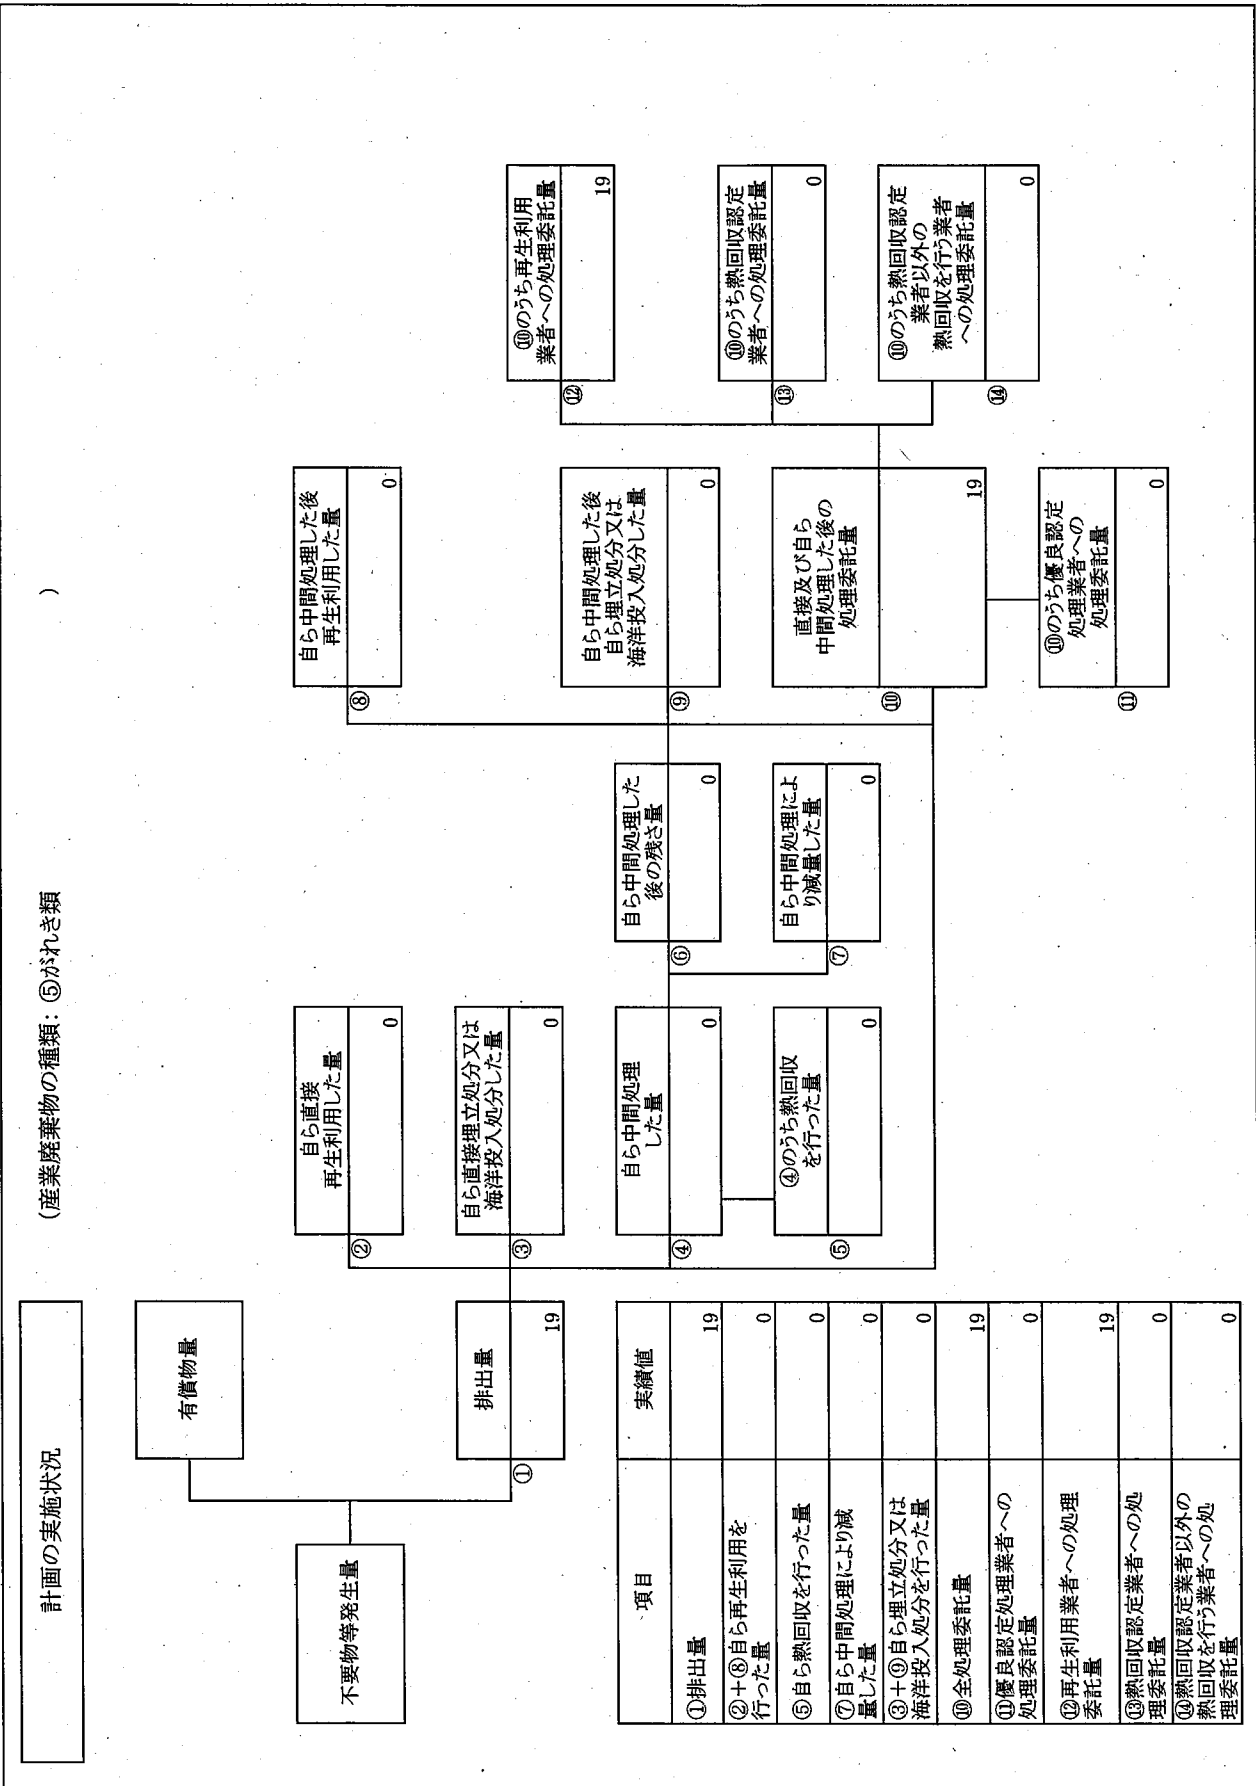 計画の実施状況
(産業廃棄物の種類：⑤がれき類 )
不要物等発生量
有償物量
排出量
①
19
自ら直接
再生利用した量
②
0
自ら直接埋立処分又は
海洋投入処分した量
③
0
自ら中間処理
した量
④
0
④のうち熱回収
を行った量
⑤
0
自ら中間処理した
後の残さ量
⑥
0
自ら中間処理によ
り減量した量
⑦
0
自ら中間処理した後
再生利用した量
⑧
0
自ら中間処理した後
自ら埋立処分又は
海洋投入処分した量
⑨
0
直接及び自ら
中間処理した後の
処理委託量
⑩
19
⑩のうち優良認定
処理業者への
処理委託量
⑪
0
⑩のうち再生利用
業者への処理委託量
⑫
19
⑩のうち熱回収認定
業者への処理委託量
⑬
0
⑩のうち熱回収認定
業者以外の
熱回収を行う業者
への処理委託量
⑭
0
項目 実績値
①排出量 19
②+⑧自ら再生利用を
行った量 0
⑤自ら熱回収を行った量 0
⑦自ら中間処理により減
量した量 0
③+⑨自ら埋立処分又は
海洋投入処分を行った量 0
⑩全処理委託量 19
⑪優良認定処理業者への
処理委託量 0
⑫再生利用業者への処理
委託量 19
⑬熱回収認定業者への処
理委託量 0
⑭熱回収認定業者以外の
熱回収を行う業者への処
理委託量 0